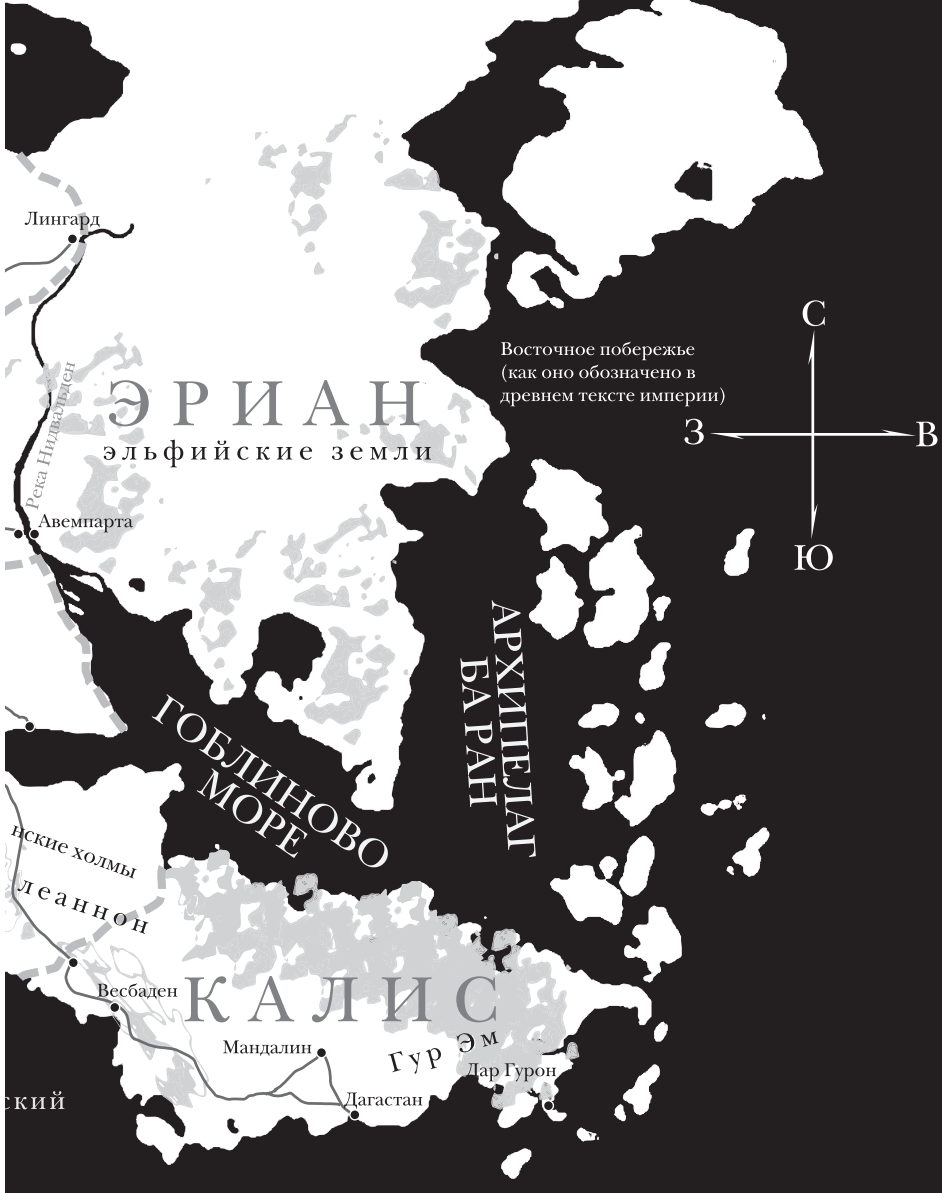 Лингард
С
Восточное побережье
(как оно обозначено в
древнем тексте империи)
З
В
Ю
ЭРИАН
эльфийские земли
Река Нидвальден
Авемпарта
АРХИПЕЛАГ
БА РАН
ГОБЛИНОВО
МОРЕ
нские холмы
леаннон
КАЛИС
Весбаден
Мандалин
Гур Эм
Дар Гурон
Дагастан
ский